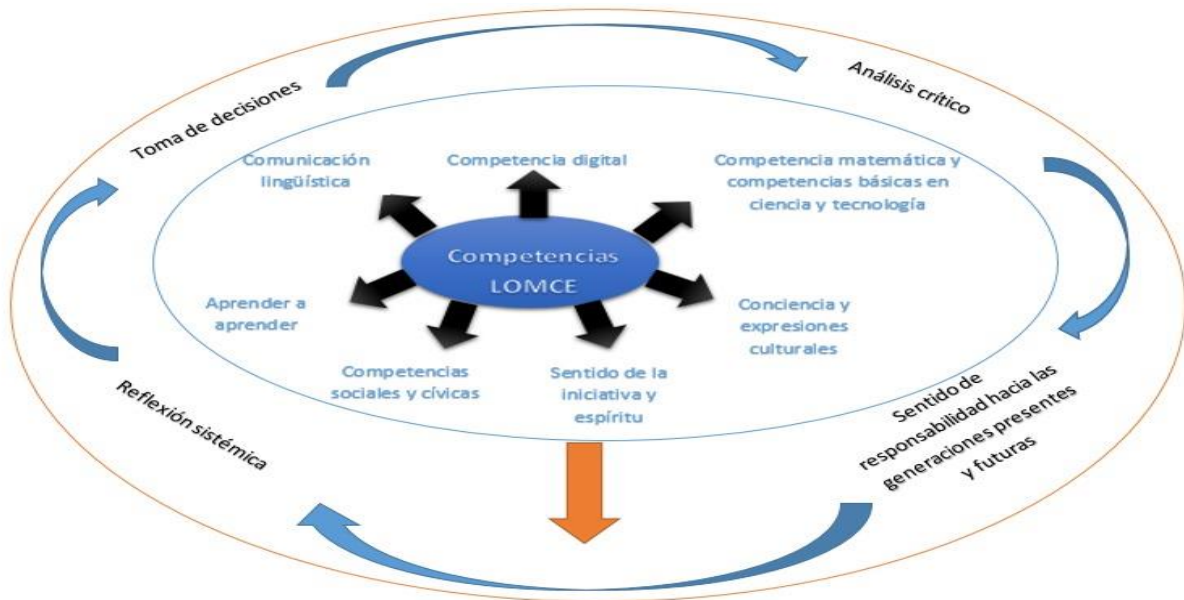 Toma de decisiones
Análisis crítico
Comunicación
lingüística
Competencia digital
Competencia matemática y
competencias básicas en
ciencia y tecnología
Competencias
LOMCE
Aprender a
aprender
Conciencia y
expresiones
culturales
Competencias
sociales y cívicas
Sentido de la
iniciativa y
espíritu
Reflexión sistémica
Sentido de
responsabilidad hacia las
generaciones presentes
y futuras